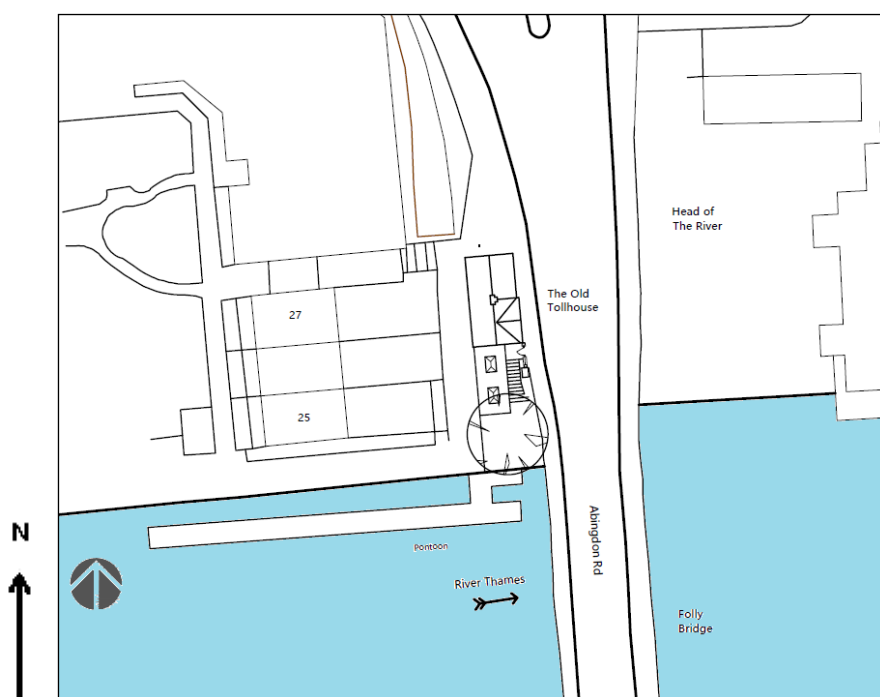 Head of
The River
The Old
Tollhouse
27
25
N
Abingdon Rd
Pontoon
River Thames
Folly
Bridge